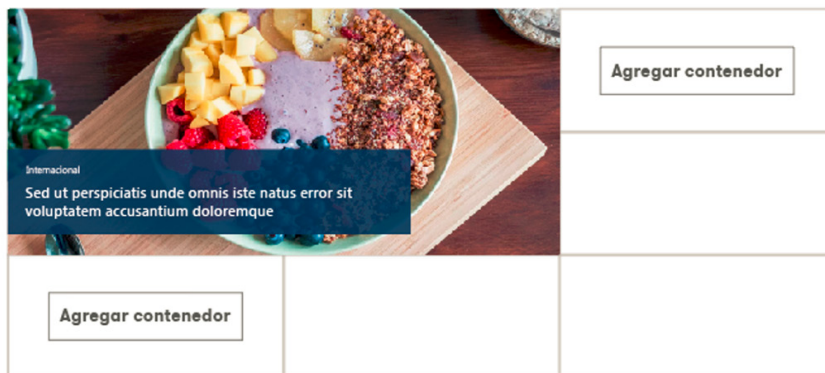 Agregar contenedor
Internacional
Sed ut perspiciatis unde omnis iste natus error sit
voluptatem accusantium doloremque
Agregar contenedor